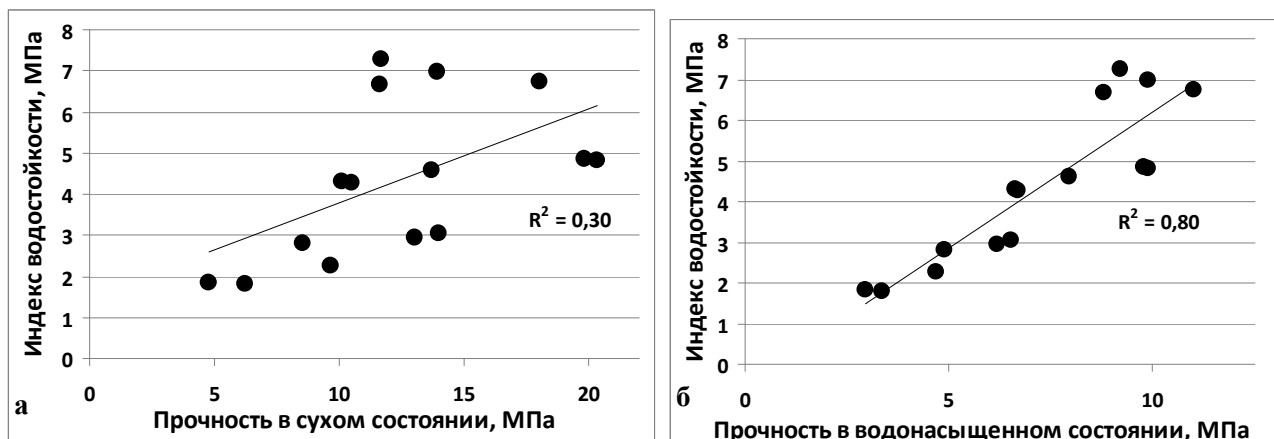 Индекс водостойкости, МПа
8
7
6
5
4
3
2
1
0
R² = 0,30
0 5 10 15 20
а
Прочность в сухом состоянии, МПа
Индекс водостойкости, МПа
8
7
6
5
4
3
2
1
0
R² = 0,80
0 5 10
б
Прочность в водонасыщенном состоянии, МПа